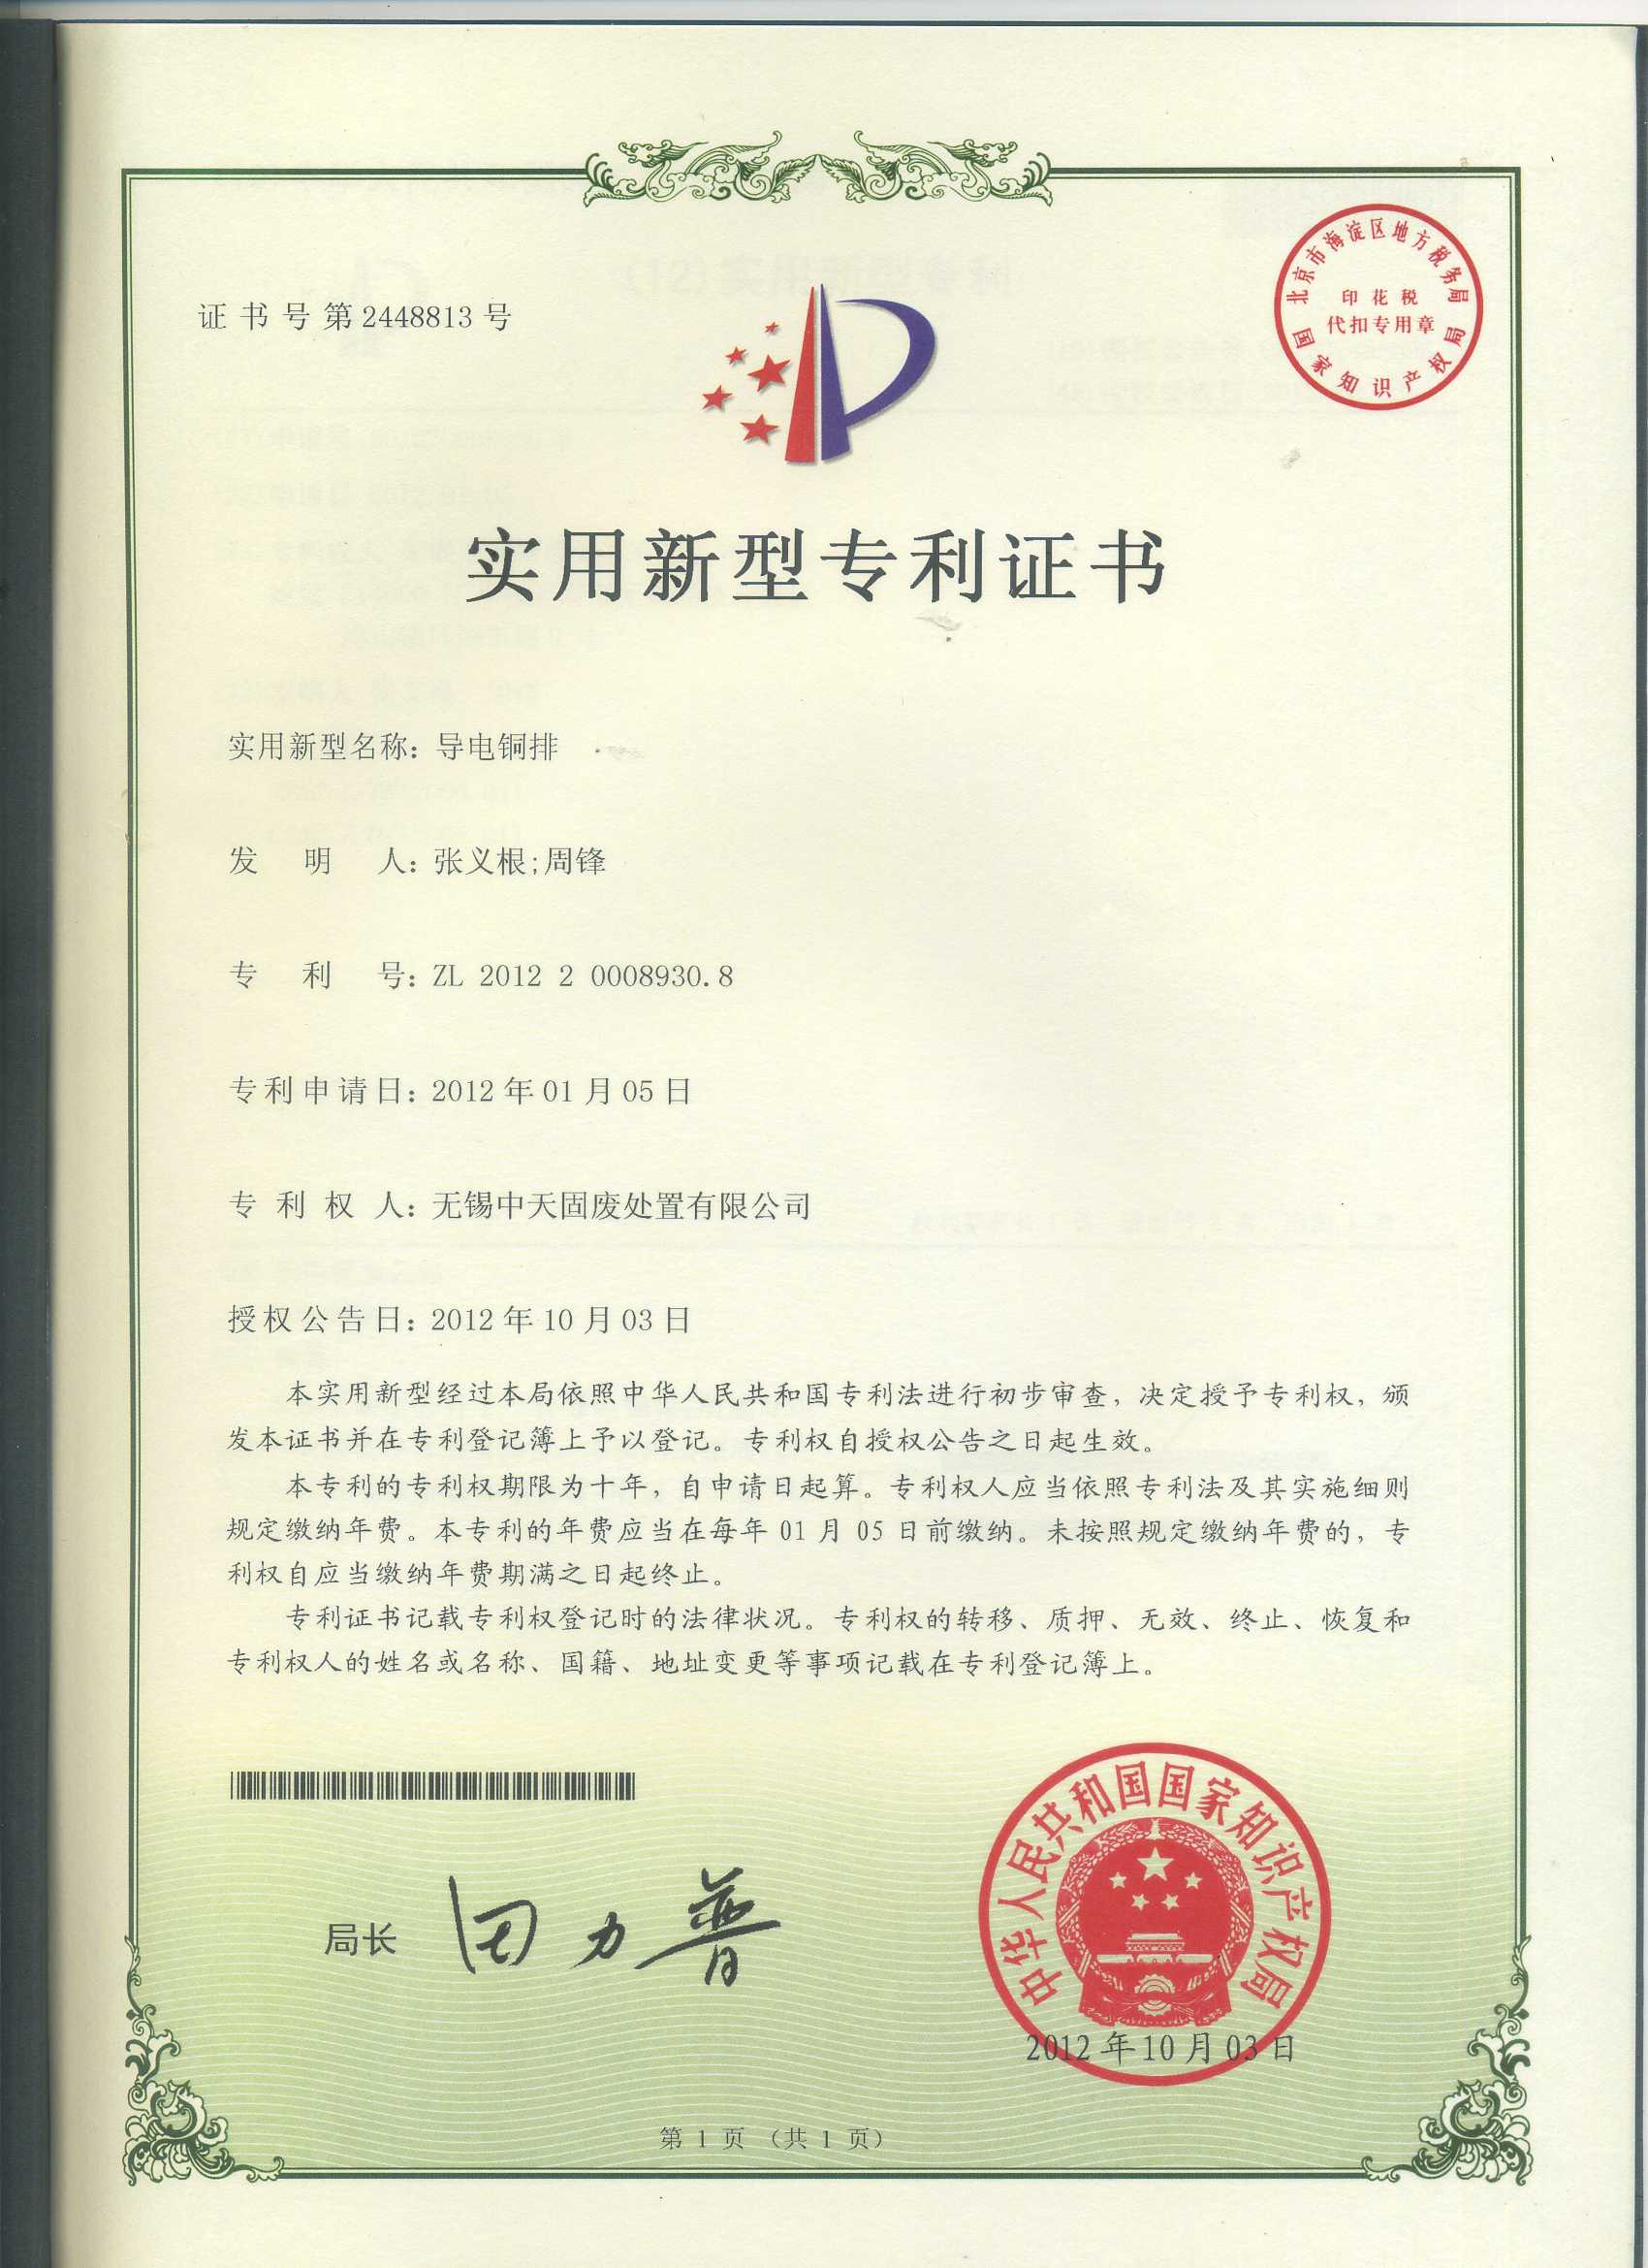 证书号第2448813号
北京市海淀区地方税务局
印花税
代扣专用章
国家知识产权局
实用新型专利证书
实用新型名称：导电铜排
发明人：张义根;周锋
专利号：ZL 2012 2 0008930.8
专利申请日：2012年01月05日
专利权人：无锡中天固废处置有限公司
授权公告日：2012年10月03日
本实用新型经过本局依照中华人民共和国专利法进行初步审查，决定授予专利权，颁
发本证书并在专利登记簿上予以登记。专利权自授权公告之日起生效。
本专利的专利权期限为十年，自申请日起算。专利权人应当依照专利法及其实施细则
规定缴纳年费。本专利的年费应当在每年01月05日前缴纳。未按照规定缴纳年费的，专
利权自应当缴纳年费期满之日起终止。
专利证书记载专利权登记时的法律状况。专利权的转移、质押、无效、终止、恢复和
专利权人的姓名或名称、国籍、地址变更等事项记载在专利登记簿上。
局长 田力普
中华人民共和国国家知识产权局
2012年10月03日
第1页（共1页）